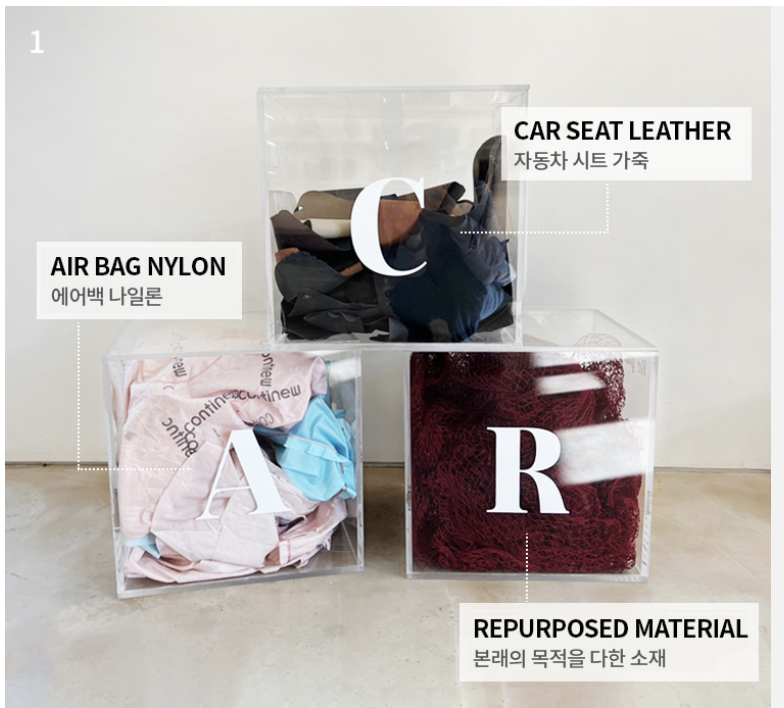 1
CAR SEAT LEATHER
자동차 시트 가죽
C
AIR BAG NYLON
에어백 나일론
continew
continew
A
R
REPURPOSED MATERIAL
본래의 목적을 다한 소재